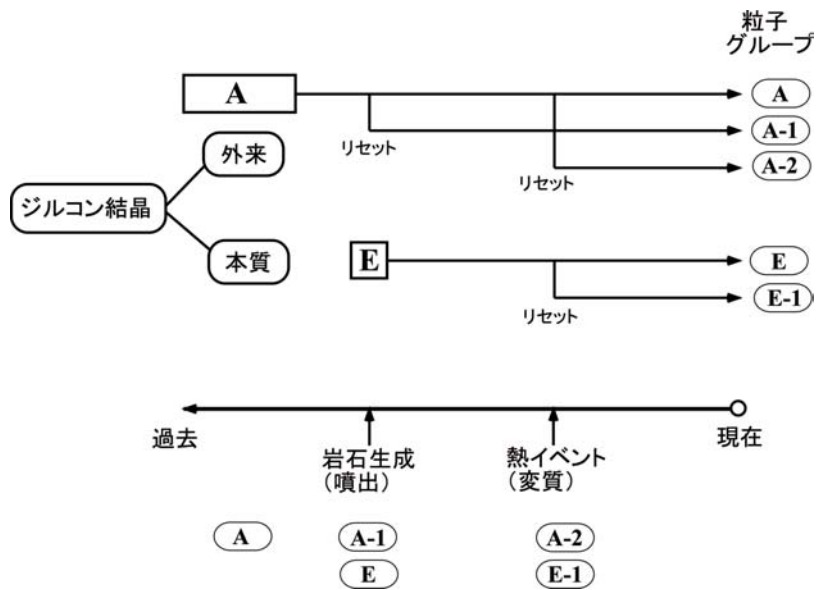 粒子
グループ
A
A
A-1
リセット
外来
A-2
リセット
ジルコン結晶
本質
E
E
E-1
リセット
過去
岩石生成
(噴出)
熱イベント
(変質)
現在
A
A-1
A-2
E
E-1